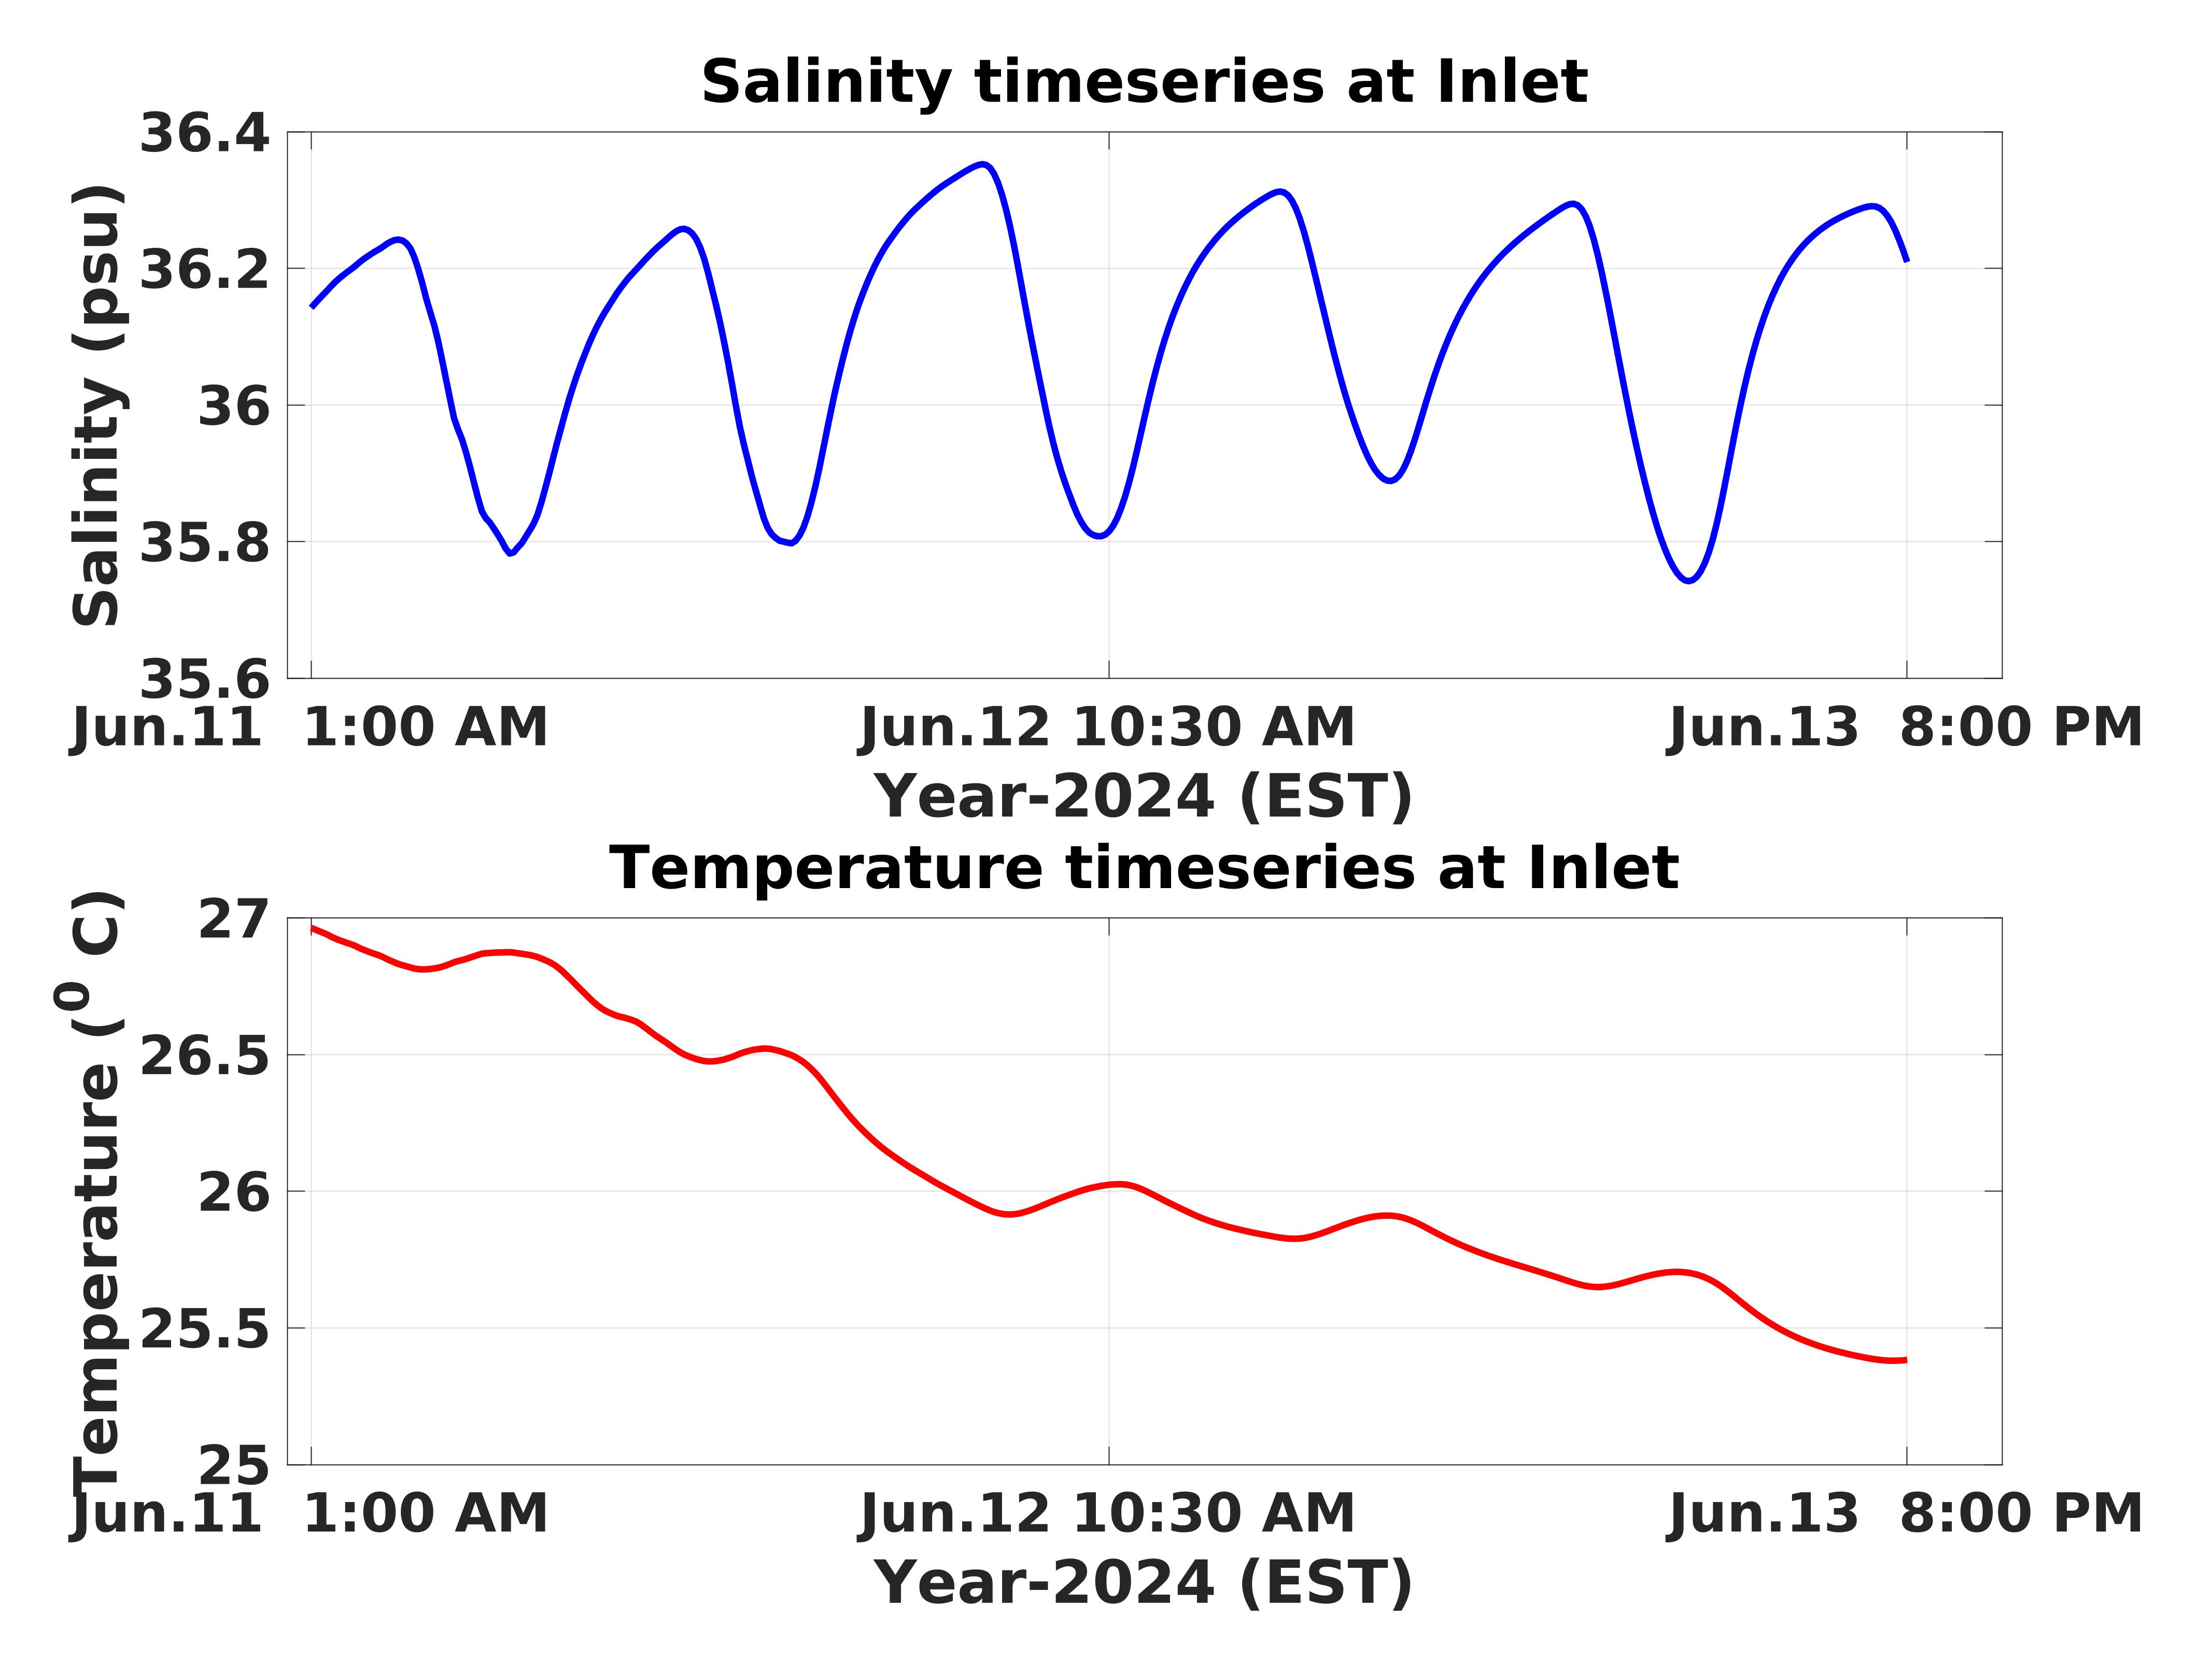 Salinity timeseries at Inlet
Salinity (psu)
36.4
36.2
36
35.8
35.6
Jun.11 1:00 AM Jun.12 10:30 AM Jun.13 8:00 PM
Year-2024 (EST)
Temperature timeseries at Inlet
Temperature (⁰ C)
27
26.5
26
25.5
25
Jun.11 1:00 AM Jun.12 10:30 AM Jun.13 8:00 PM
Year-2024 (EST)